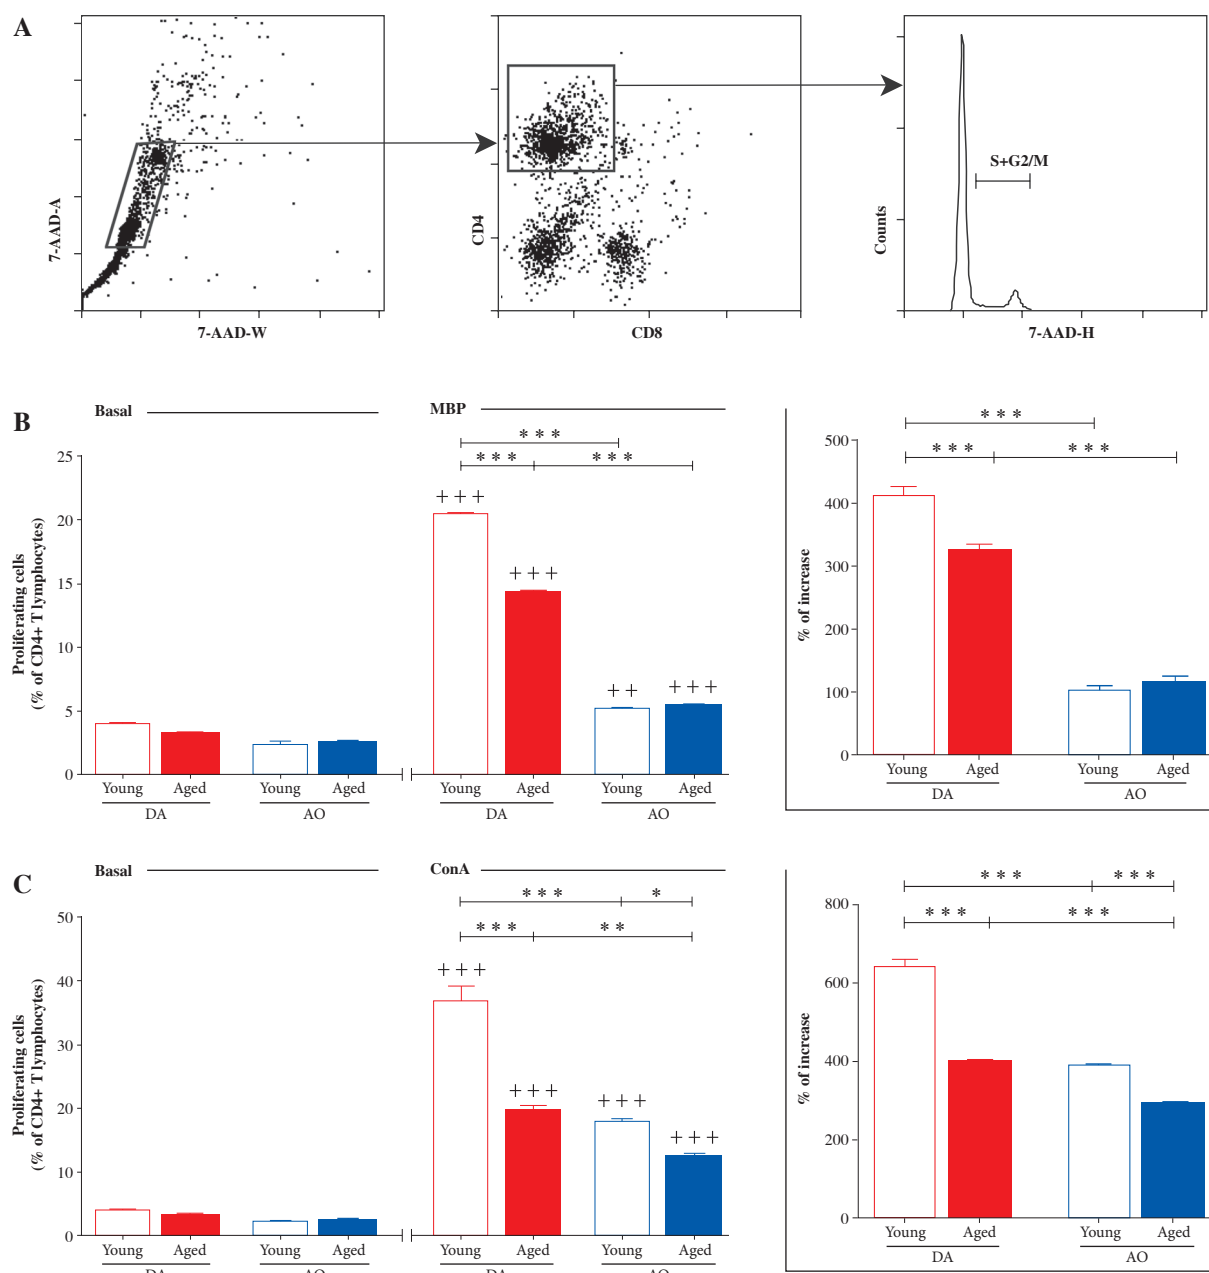 A
7-AAD-A
7-AAD-W
CD4
CD8
Counts
S+G2/M
7-AAD-H
B
Basal
MBP
Proliferating cells
(% of CD4+ T lymphocytes)
25
20
15
10
5
0
* * *
* * *
* * *
+ + +
+ + +
+ +
+ + +
Young
Aged
Young
Aged
Young
Aged
Young
Aged
DA
AO
DA
AO
% of increase
500
400
300
200
100
0
* * *
* * *
* * *
Young
Aged
Young
Aged
DA
AO
C
Basal
ConA
Proliferating cells
(% of CD4+ T lymphocytes)
50
40
30
20
10
0
* * *
*
* * *
* *
+ + +
+ + +
+ + +
+ + +
Young
Aged
Young
Aged
Young
Aged
Young
Aged
DA
AO
DA
AO
% of increase
800
600
400
200
0
* * *
* * *
* * *
* * *
Young
Aged
Young
Aged
DA
AO